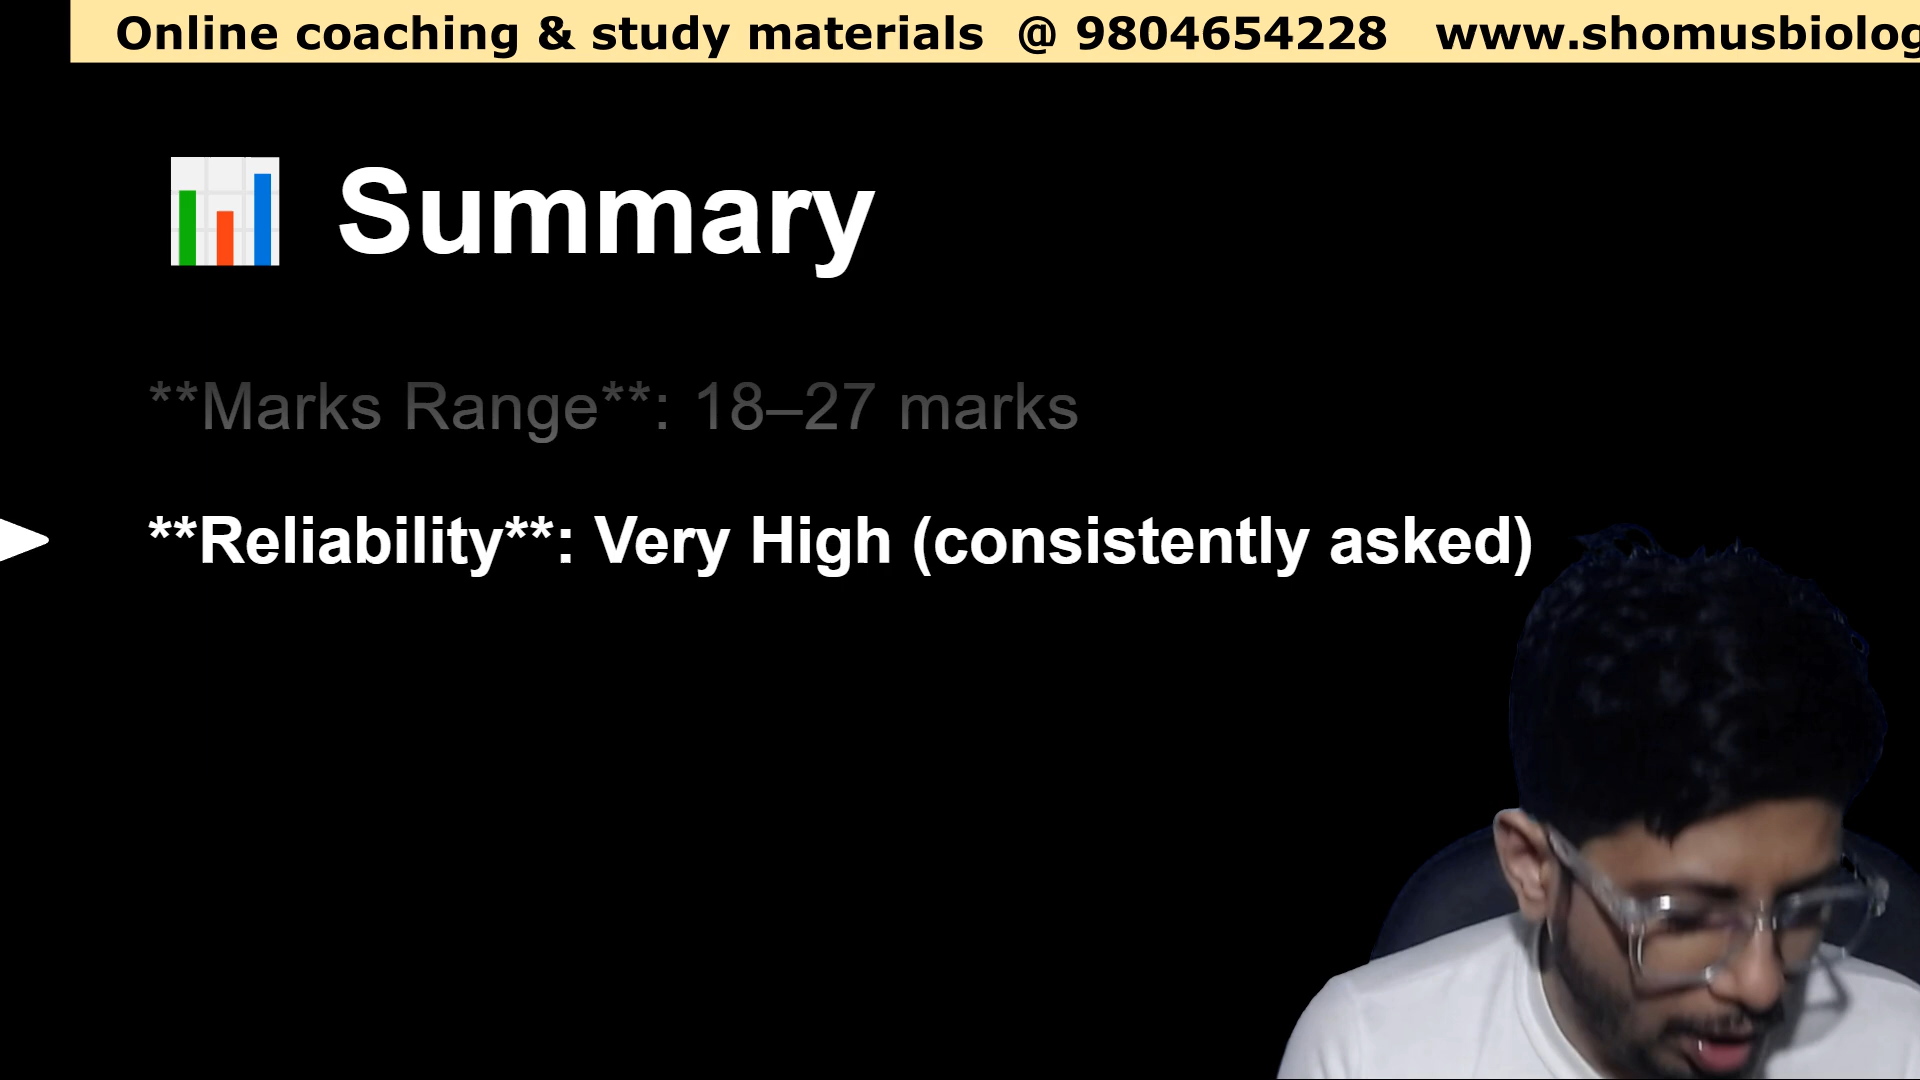 Online coaching & study materials @ 9804654228 www.shomusbiolog
Summary
**Marks Range**: 18–27 marks
**Reliability**: Very High (consistently asked)